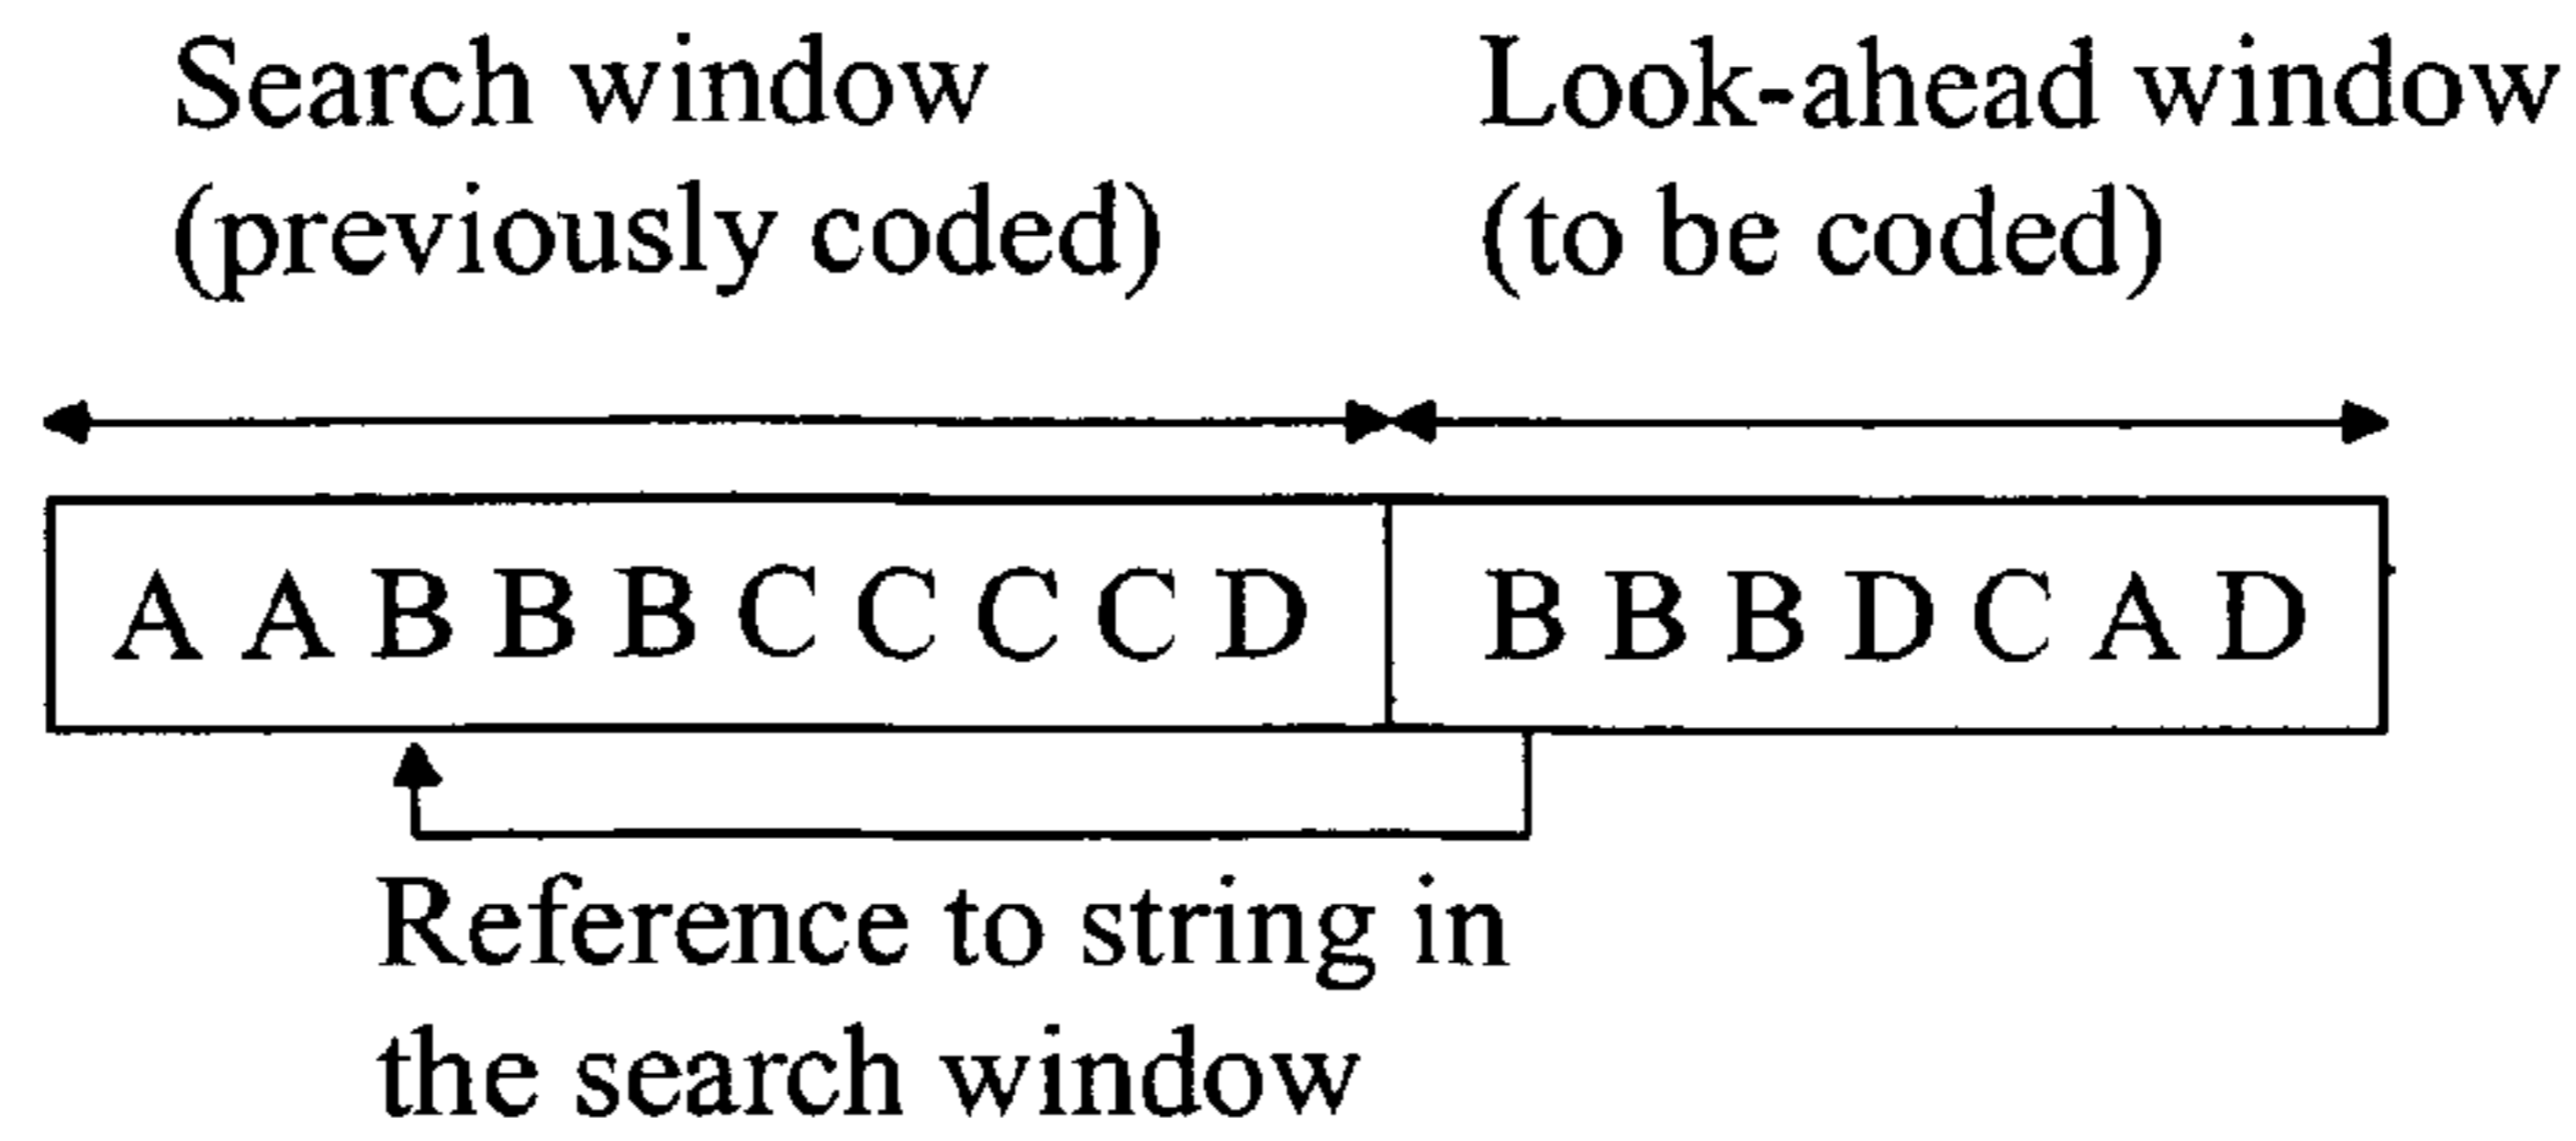 Search window
(previously coded)
Look-ahead window
(to be coded)
A A B B B C C C C D B B B D C A D
Reference to string in
the search window